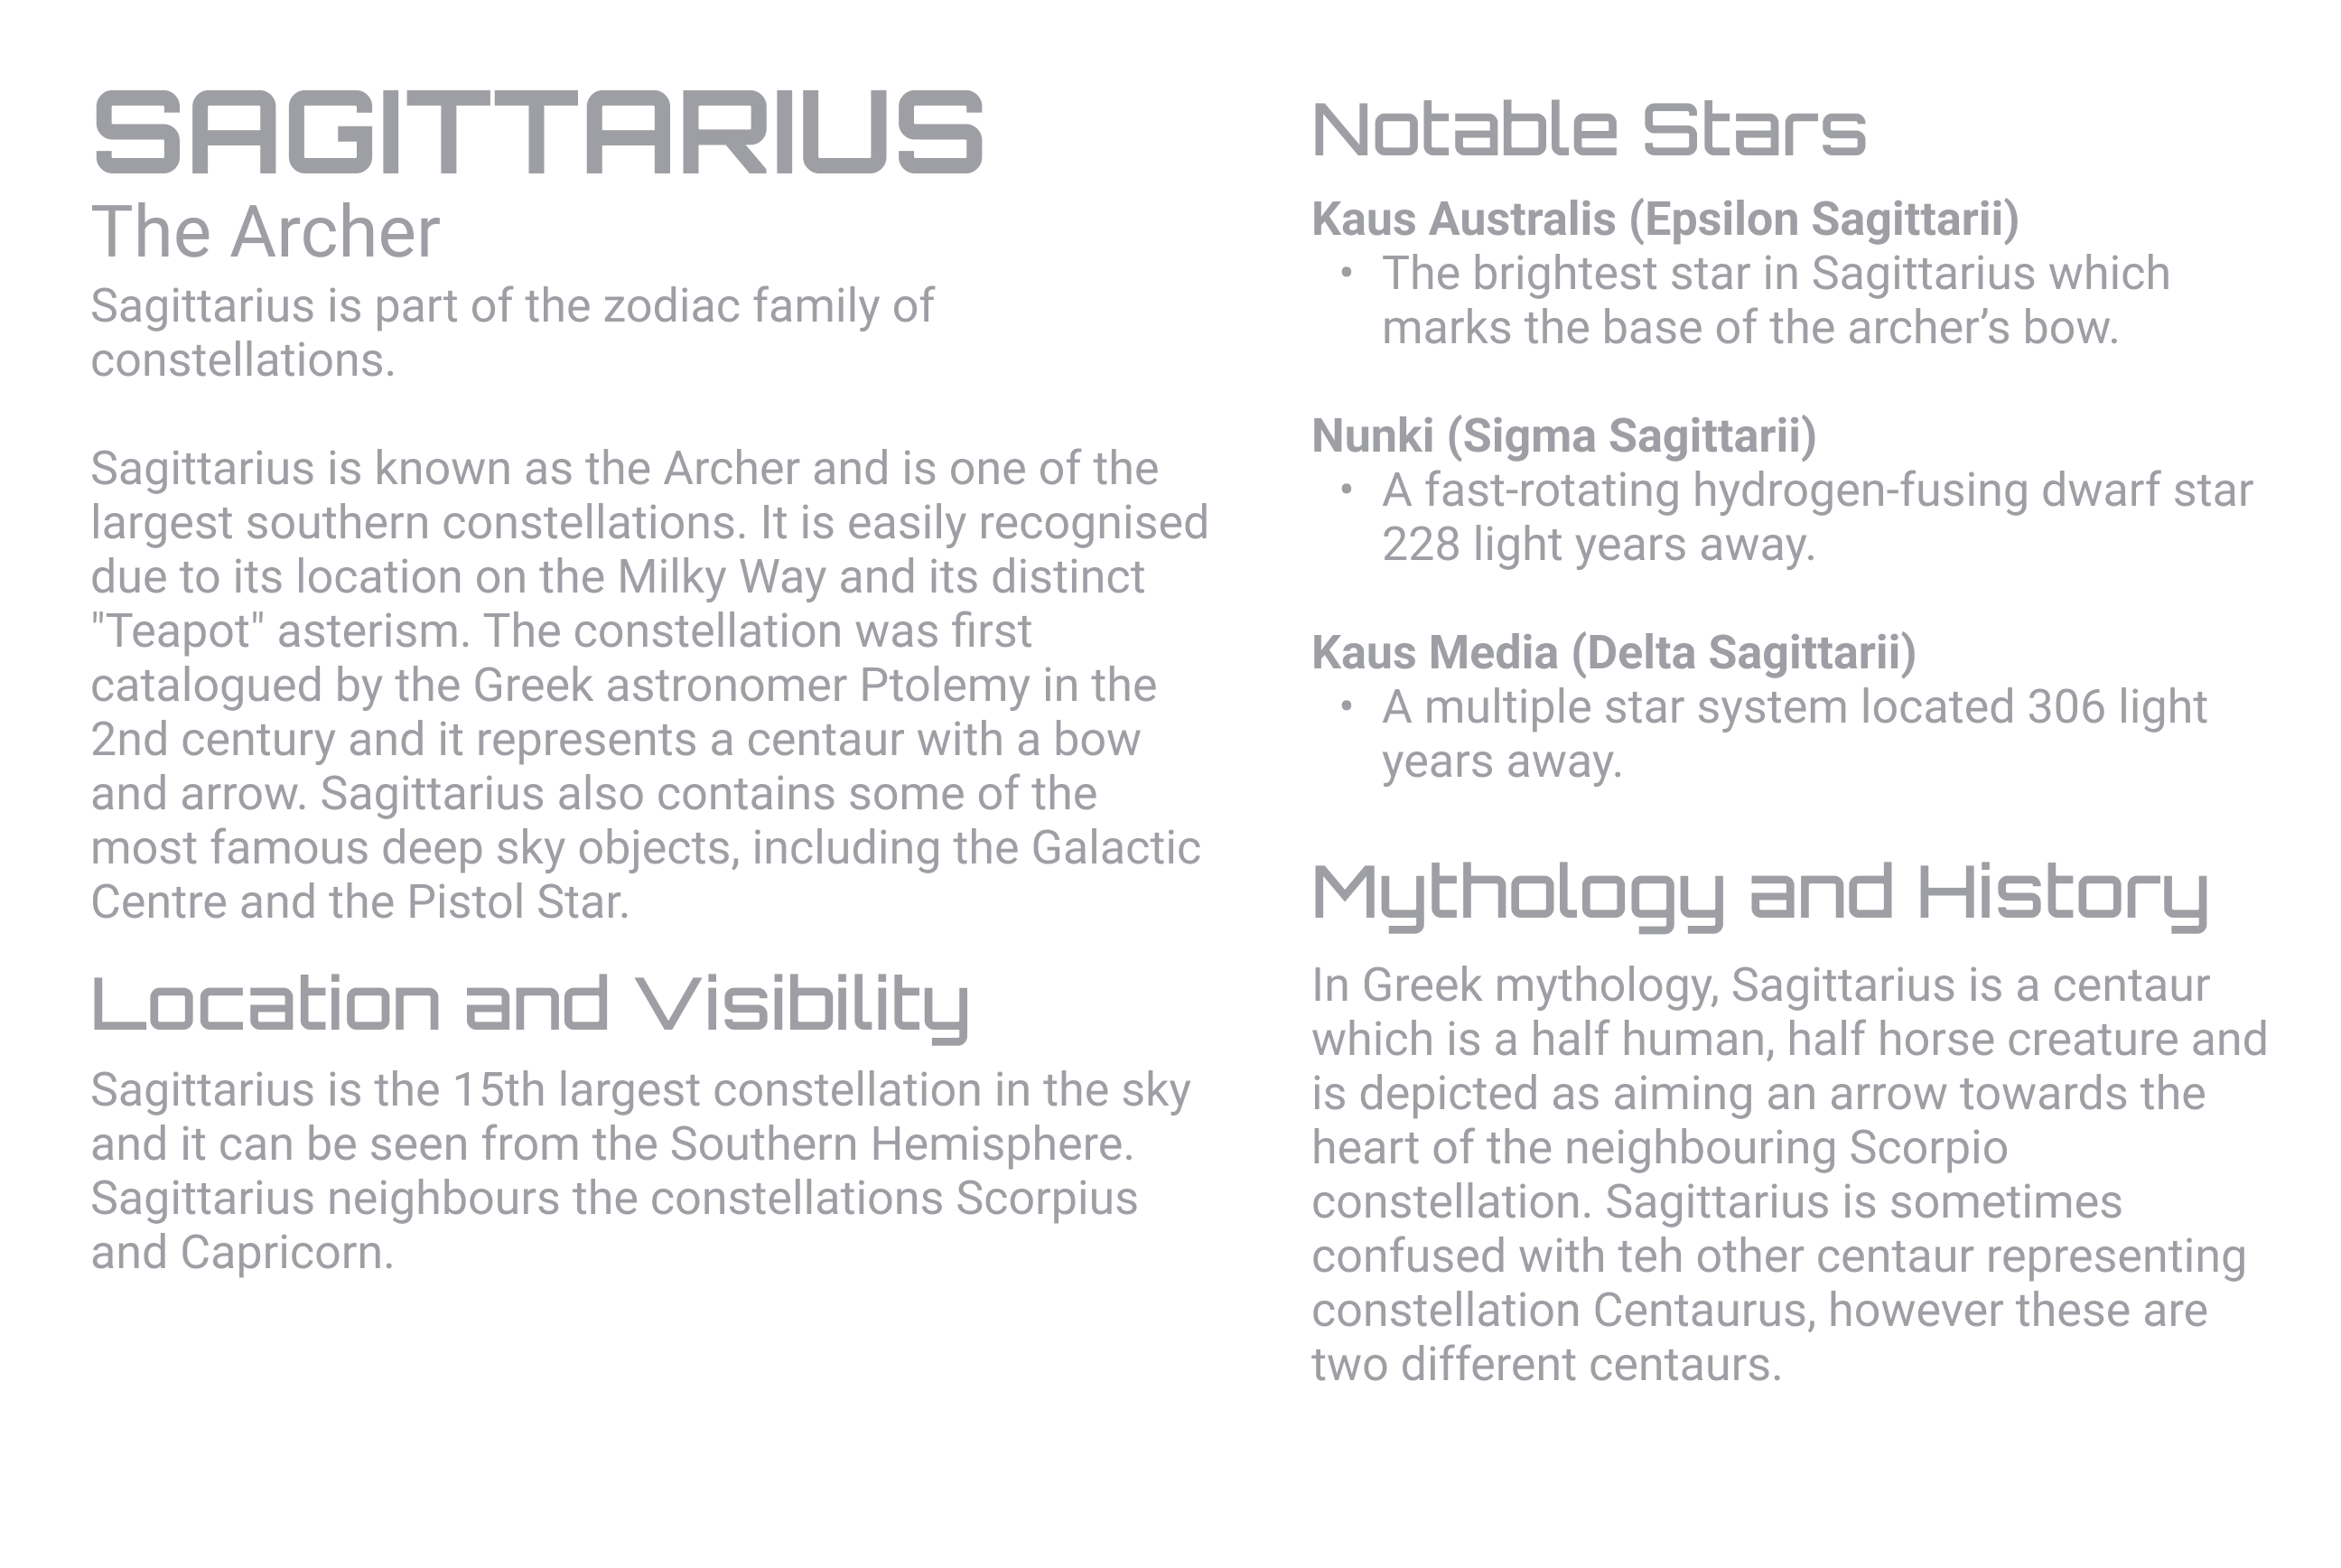 SAGITTARIUS
The Archer
Sagittarius is part of the zodiac family of
constellations.
Sagittarius is known as the Archer and is one of the
largest southern constellations. It is easily recognised
due to its location on the Milky Way and its distinct
"Teapot" asterism. The constellation was first
catalogued by the Greek astronomer Ptolemy in the
2nd century and it represents a centaur with a bow
and arrow. Sagittarius also contains some of the
most famous deep sky objects, including the Galactic
Centre and the Pistol Star.
Location and Visibility
Sagittarius is the 15th largest constellation in the sky
and it can be seen from the Southern Hemisphere.
Sagittarius neighbours the constellations Scorpius
and Capricorn.
Notable Stars
Kaus Australis (Epsilon Sagittarii)
• The brightest star in Sagittarius which
marks the base of the archer’s bow.
Nunki (Sigma Sagittarii)
• A fast-rotating hydrogen-fusing dwarf star
228 light years away.
Kaus Media (Delta Sagittarii)
• A multiple star system located 306 light
years away.
Mythology and History
In Greek mythology, Sagittarius is a centaur
which is a half human, half horse creature and
is depicted as aiming an arrow towards the
heart of the neighbouring Scorpio
constellation. Sagittarius is sometimes
confused with teh other centaur representing
constellation Centaurus, however these are
two different centaurs.